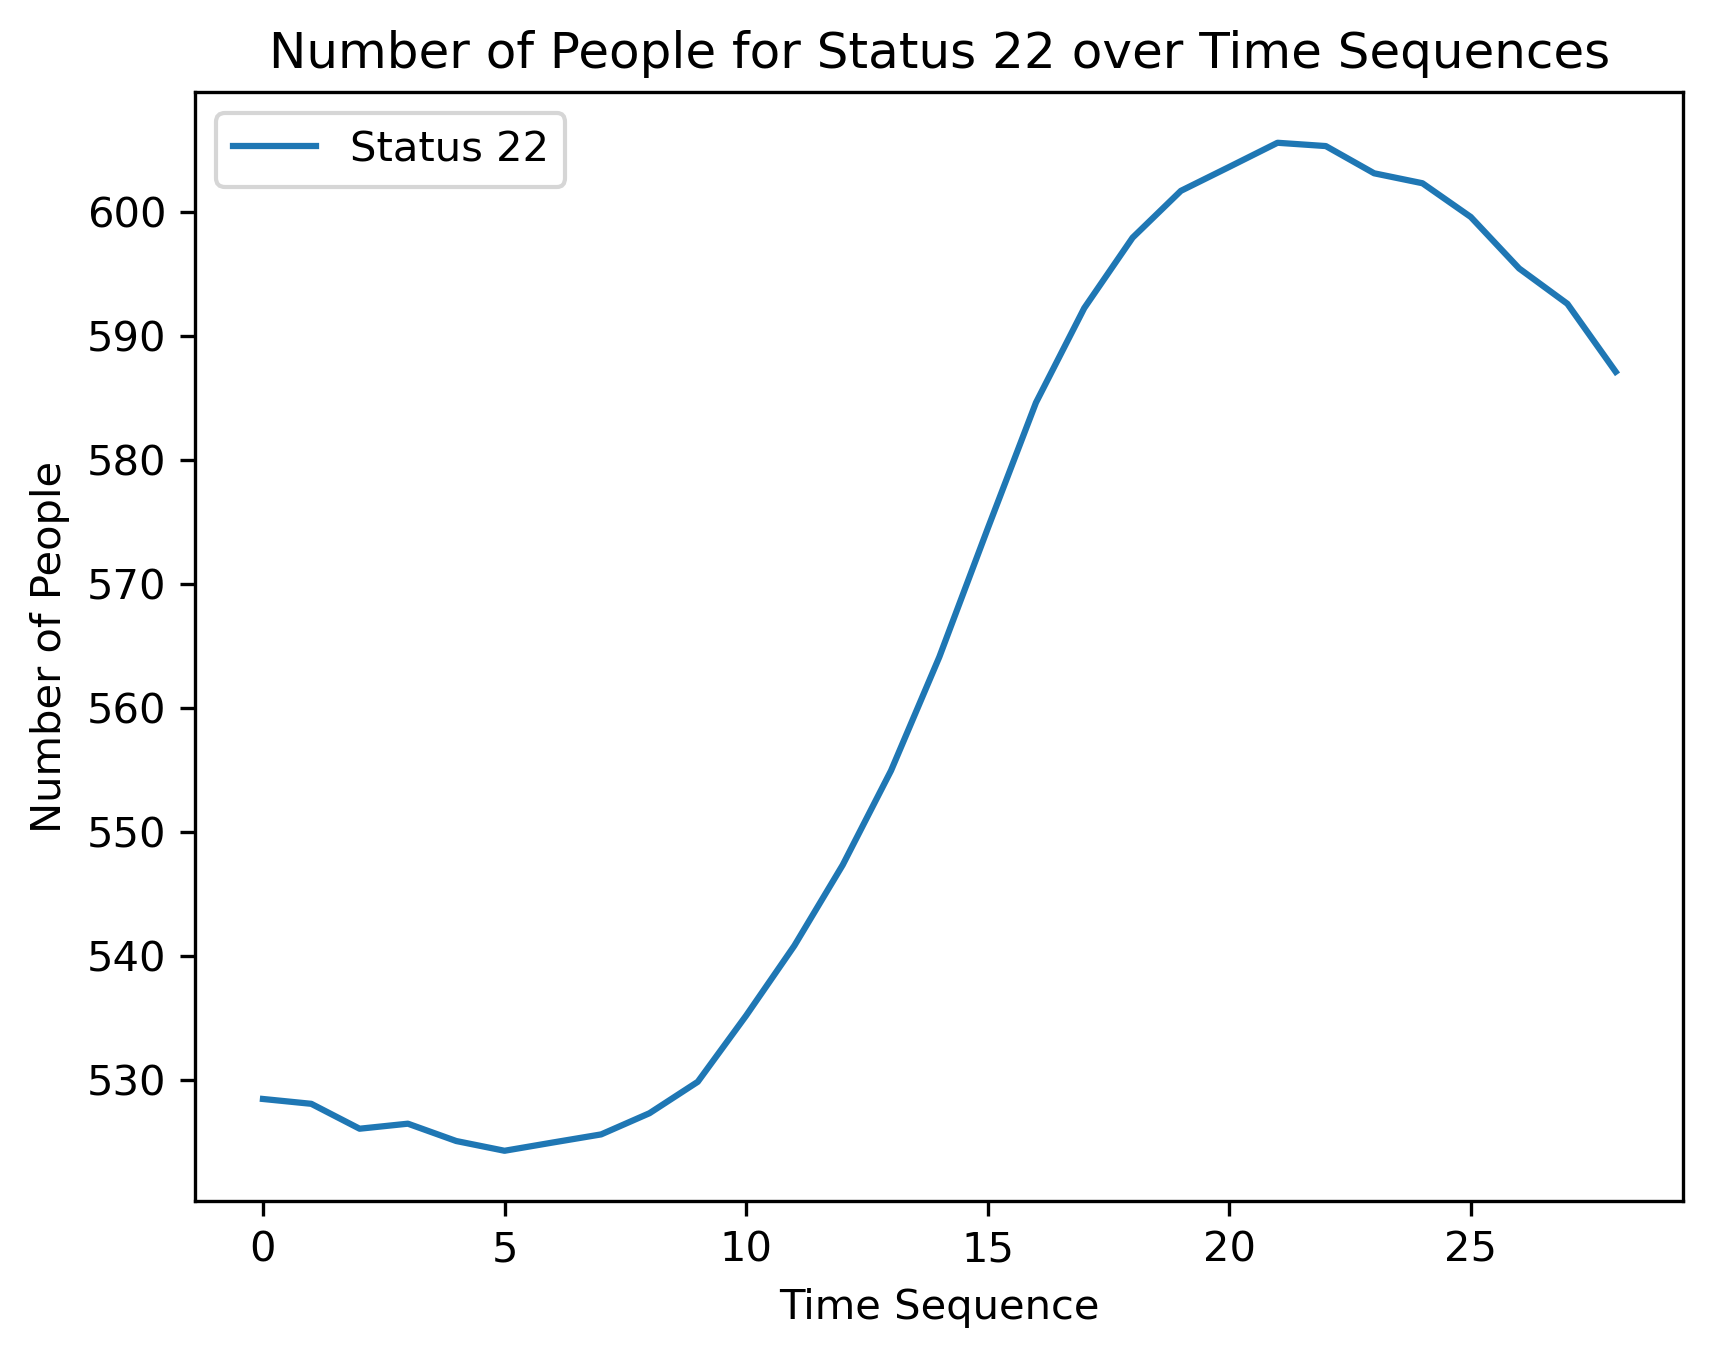 Number of People for Status 22 over Time Sequences
Status 22
600
590
580
570
560
550
540
530
Number of People
0 5 10 15 20 25
Time Sequence